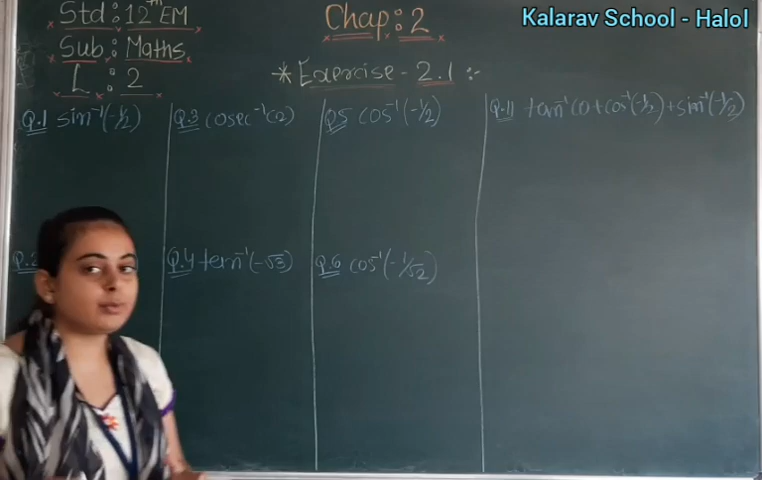 Std : 12th EM
Sub : Maths
L : 2
Chap : 2
Kalarav School - Halol
* Exercise - 2.1 :-
Q.1 sin⁻¹(-1/2)
Q.3 cosec⁻¹(2)
Q.5 cos⁻¹(-1/2)
Q.11 tan⁻¹(1)+cos⁻¹(-1/2)+sin⁻¹(-1/2)
Q.2
Q.4 tan⁻¹(-√3)
Q.6 cos⁻¹(-1/√2)